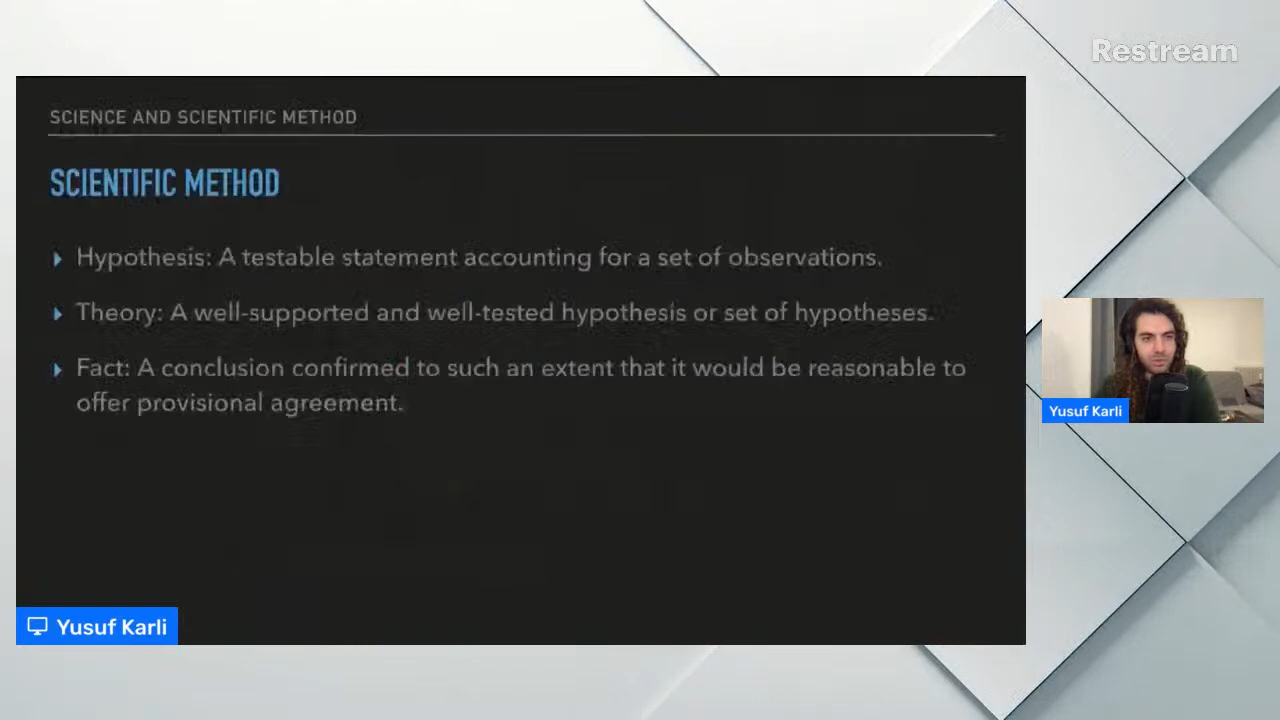 Restream
SCIENCE AND SCIENTIFIC METHOD
SCIENTIFIC METHOD
Hypothesis: A testable statement accounting for a set of observations.
Theory: A well-supported and well-tested hypothesis or set of hypotheses.
Fact: A conclusion confirmed to such an extent that it would be reasonable to
offer provisional agreement.
Yusuf Karli
Yusuf Karli